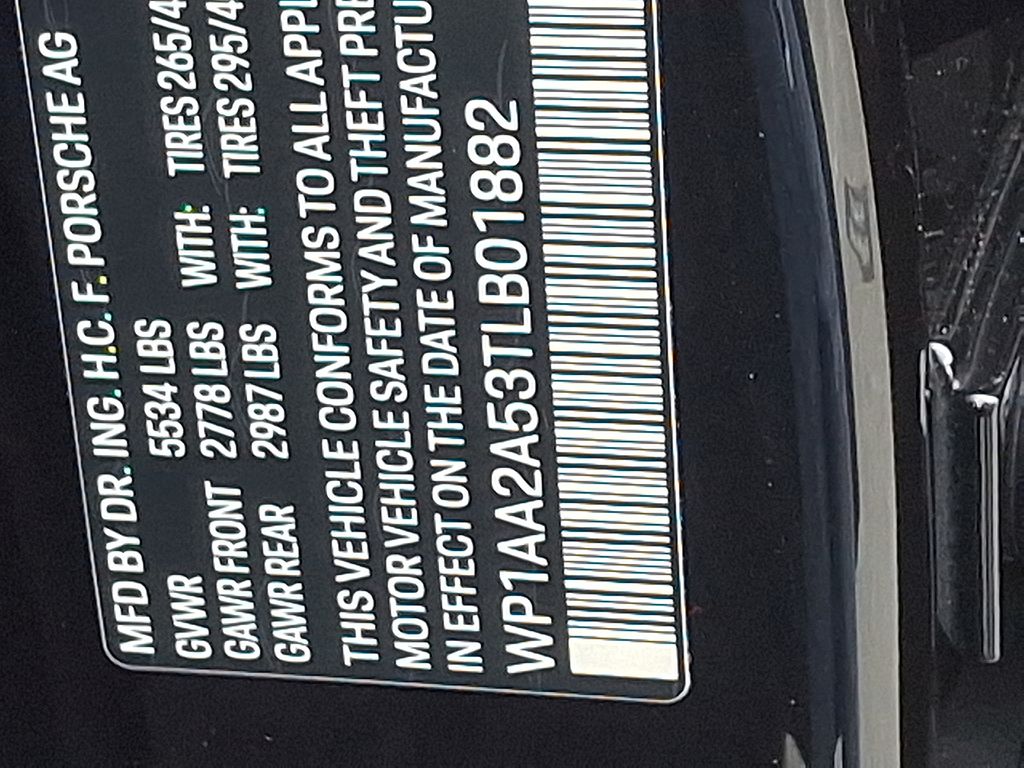 MFD BY DR. ING. H.C. F. PORSCHE AG
GVWR 5534 LBS
GAWR FRONT 2778 LBS WITH: TIRES 265/4
GAWR REAR 2987 LBS WITH: TIRES 295/4
THIS VEHICLE CONFORMS TO ALL APPL
MOTOR VEHICLE SAFETY AND THEFT PRE
IN EFFECT ON THE DATE OF MANUFACTU
WP1AA2A53TLB01882